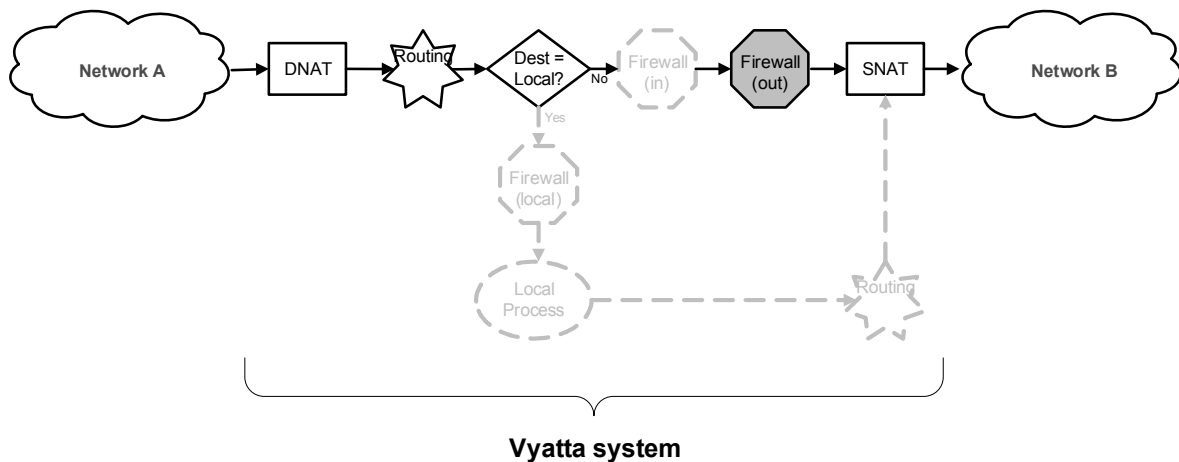 Network A
DNAT
Routing
Dest =
Local?
No
Firewall
(in)
Firewall
(out)
SNAT
Network B
Yes
Firewall
(local)
Local
Process
Routing
Vyatta system